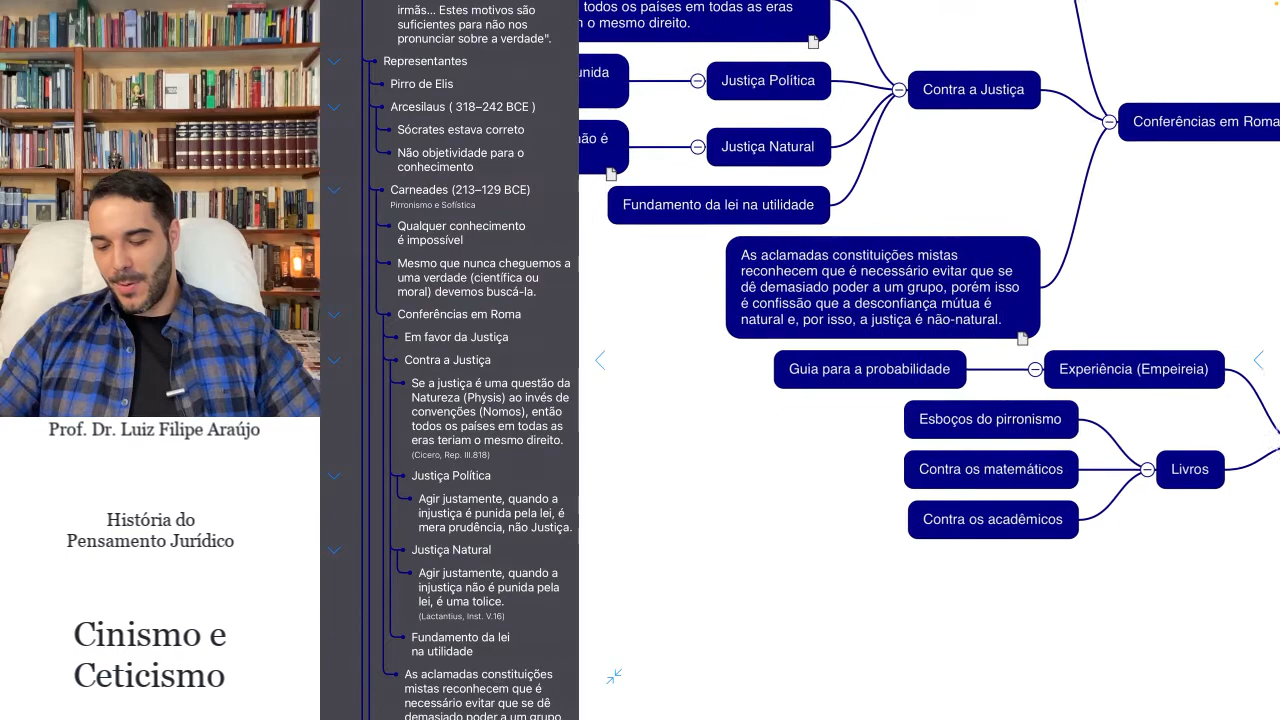 Prof. Dr. Luiz Filipe Araújo
História do
Pensamento Jurídico
Cinismo e
Ceticismo
irmãs... Estes motivos são
suficientes para não nos
pronunciar sobre a verdade".
Representantes
Pirro de Elis
Arcesilaus ( 318–242 BCE )
Sócrates estava correto
Não objetividade para o
conhecimento
Carneades (213–129 BCE)
Pirronismo e Sofística
Qualquer conhecimento
é impossível
Mesmo que nunca cheguemos a
uma verdade (científica ou
moral) devemos buscá-la.
Conferências em Roma
Em favor da Justiça
Contra a Justiça
Se a justiça é uma questão da
Natureza (Physis) ao invés de
convenções (Nomos), então
todos os países em todas as
eras teriam o mesmo direito.
(Cicero, Rep. III.818)
Justiça Política
Agir justamente, quando a
injustiça é punida pela lei, é
mera prudência, não Justiça.
Justiça Natural
Agir justamente, quando a
injustiça não é punida pela
lei, é uma tolice.
(Lactantius, Inst. V.16)
Fundamento da lei
na utilidade
As aclamadas constituições
mistas reconhecem que é
necessário evitar que se dê
demasiado poder a um grupo
todos os países em todas as eras
o mesmo direito.
unida
Justiça Política
Contra a Justiça
Conferências em Roma
não é
Justiça Natural
Fundamento da lei na utilidade
As aclamadas constituições mistas
reconhecem que é necessário evitar que se
dê demasiado poder a um grupo, porém isso
é confissão que a desconfiança mútua é
natural e, por isso, a justiça é não-natural.
Guia para a probabilidade
Experiência (Empeireia)
Esboços do pirronismo
Contra os matemáticos
Livros
Contra os acadêmicos